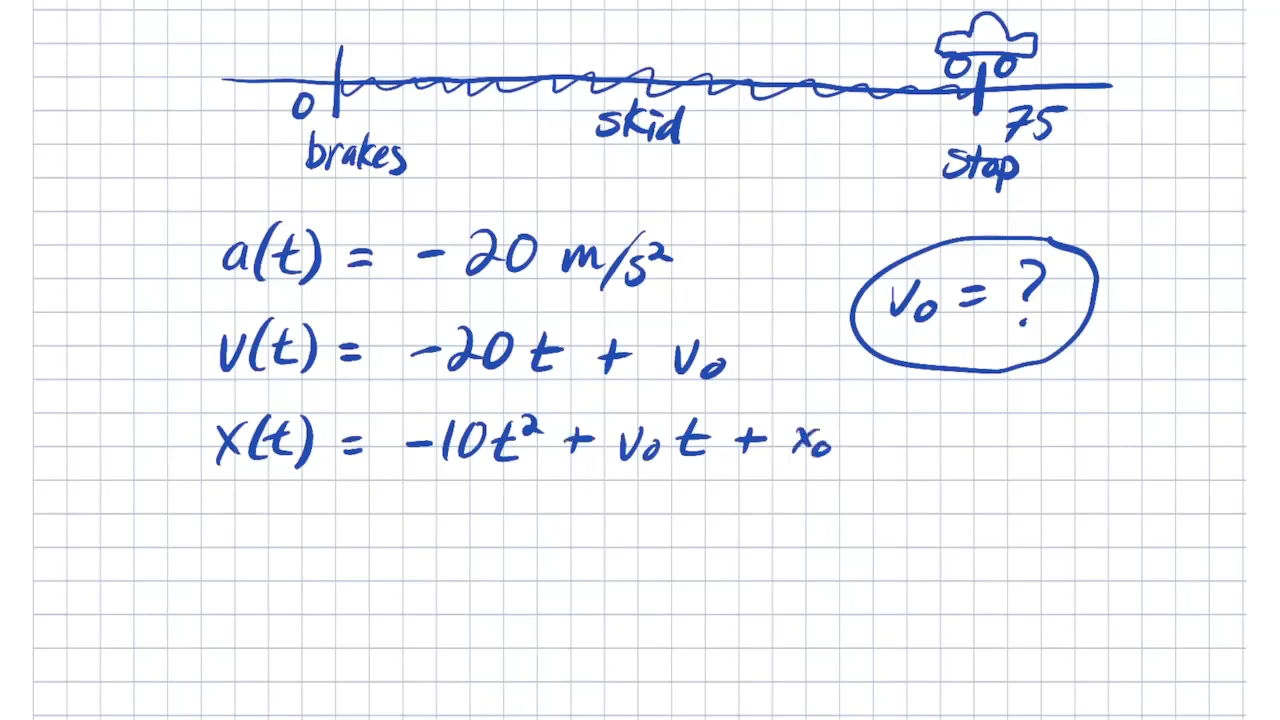 0 skid 75
brakes stop
a(t) = -20 m/s²
v₀ = ?
v(t) = -20t + v₀
x(t) = -10t² + v₀t + x₀